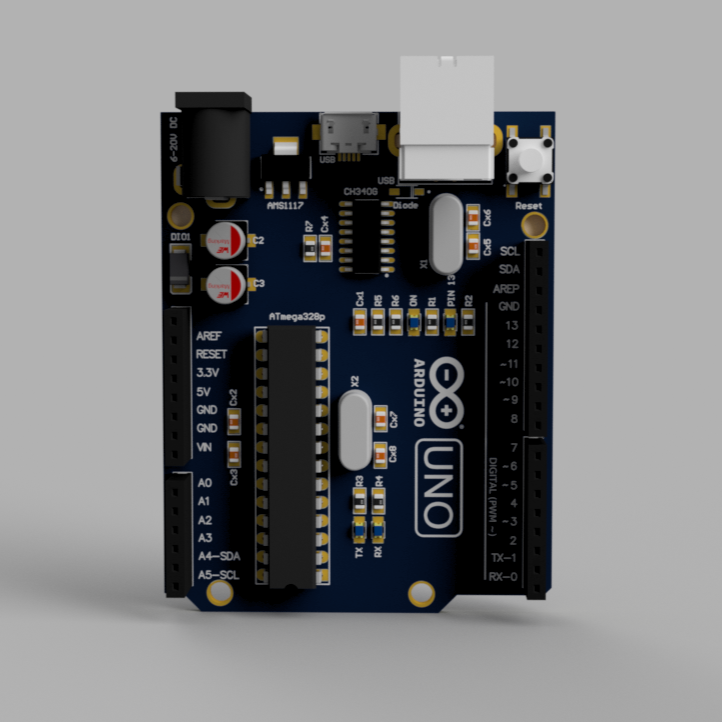 6-20V DC
USB
USB
AMS1117
CH340G
Diode
Reset
DIO1
C2
C3
R7
Cx4
X1
Cx6
Cx5
SCL
SDA
AREP
GND
13
12
~11
~10
~9
8
Cx1
R5
R6
ON
R1
PIN 13
R2
ATmega328p
AREF
RESET
3.3V
5V
GND
GND
VIN
Cx2
Cx3
X2
Cx7
Cx8
ARDUINO
UNO
R3
R4
TX
RX
A0
A1
A2
A3
A4-SDA
A5-SCL
DIGITAL (PWM ~)
7
~6
~5
4
~3
2
TX-1
RX-0